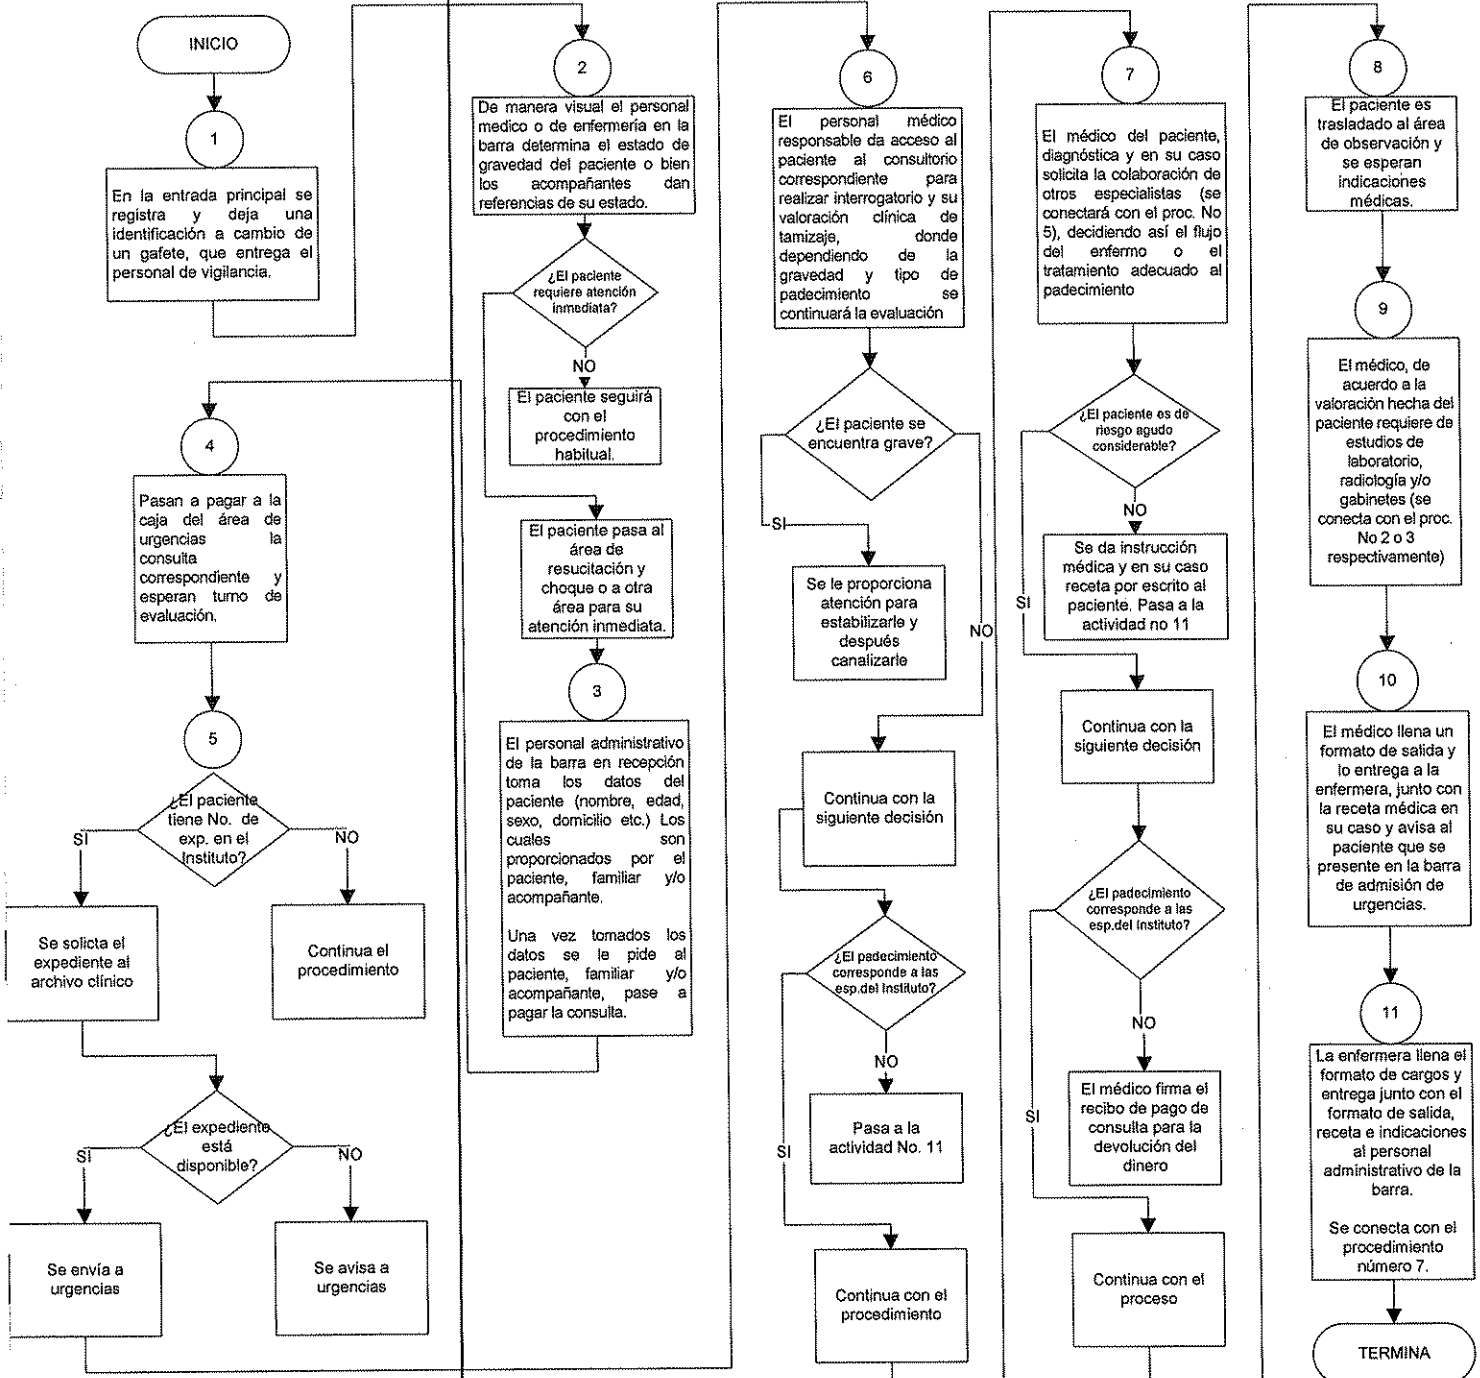 INICIO
1
En la entrada principal se
registra y deja una
identificación a cambio de
un gafete, que entrega el
personal de vigilancia.
2
De manera visual el personal
medico o de enfermería en la
barra determina el estado de
gravedad del paciente o bien
los acompañantes dan
referencias de su estado.
¿El paciente
requiere atención
inmediata?
NO
El paciente seguirá
con el
procedimiento
habitual.
El paciente pasa al
área de
resucitación y
choque o a otra
área para su
atención inmediata.
3
El personal administrativo
de la barra en recepción
toma los datos del
paciente (nombre, edad,
sexo, domicilio etc.) Los
cuales son
proporcionados por el
paciente, familiar y/o
acompañante.
Una vez tomados los
datos se le pide al
paciente, familiar y/o
acompañante, pase a
pagar la consulta.
4
Pasan a pagar a la
caja del área de
urgencias la
consulta
correspondiente y
esperan turno de
evaluación.
5
¿El paciente
tiene No. de
exp. en el
Instituto?
SI
NO
Se solicta el
expediente al
archivo clínico
Continua el
procedimiento
¿El expediente
está
disponible?
SI
NO
Se envía a
urgencias
Se avisa a
urgencias
6
El personal médico
responsable da acceso al
paciente al consultorio
correspondiente para
realizar interrogatorio y su
valoración clínica de
tamizaje, donde
dependiendo de la
gravedad y tipo de
padecimiento se
continuará la evaluación
¿El paciente se
encuentra grave?
SI
NO
Se le proporciona
atención para
estabilizarle y
después
canalizarle
Continua con la
siguiente decisión
¿El padecimiento
corresponde a las
esp.del Instituto?
NO
SI
Pasa a la
actividad No. 11
Continua con el
procedimiento
7
El médico del paciente,
diagnóstica y en su caso
solicita la colaboración de
otros especialistas (se
conectará con el proc. No
5), decidiendo así el flujo
del enfermo o el
tratamiento adecuado al
padecimiento
¿El paciente es de
riesgo agudo
considerable?
NO
SI
Se da instrucción
médica y en su caso
receta por escrito al
paciente. Pasa a la
actividad no 11
Continua con la
siguiente decisión
¿El padecimiento
corresponde a las
esp.del Instituto?
NO
SI
El médico firma el
recibo de pago de
consulta para la
devolución del
dinero
Continua con el
proceso
8
El paciente es
trasladado al área
de observación y
se esperan
indicaciones
médicas.
9
El médico, de
acuerdo a la
valoración hecha del
paciente requiere de
estudios de
laboratorio,
radiología y/o
gabinetes (se
conecta con el proc.
No 2 o 3
respectivamente)
10
El médico llena un
formato de salida y
lo entrega a la
enfermera, junto con
la receta médica en
su caso y avisa al
paciente que se
presente en la barra
de admisión de
urgencias.
11
La enfermera llena el
formato de cargos y
entrega junto con el
formato de salida,
receta e indicaciones
al personal
administrativo de la
barra.
Se conecta con el
procedimiento
número 7.
TERMINA